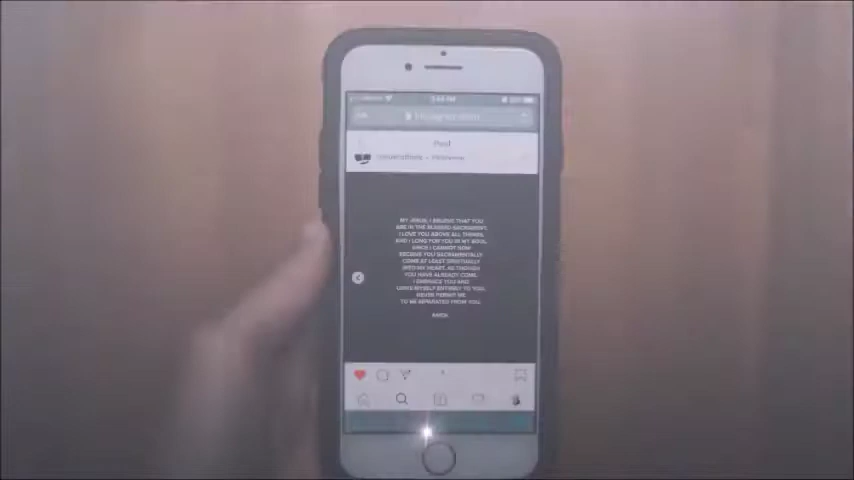 Post
MY JESUS, I BELIEVE THAT YOU
ARE IN THE BLESSED SACRAMENT.
I LOVE YOU ABOVE ALL THINGS,
AND I LONG FOR YOU IN MY SOUL.
SINCE I CANNOT NOW
RECEIVE YOU SACRAMENTALLY,
COME AT LEAST SPIRITUALLY
INTO MY HEART. AS THOUGH
YOU HAVE ALREADY COME,
I EMBRACE YOU AND
UNITE MYSELF ENTIRELY TO YOU;
NEVER PERMIT ME
TO BE SEPARATED FROM YOU.
AMEN.